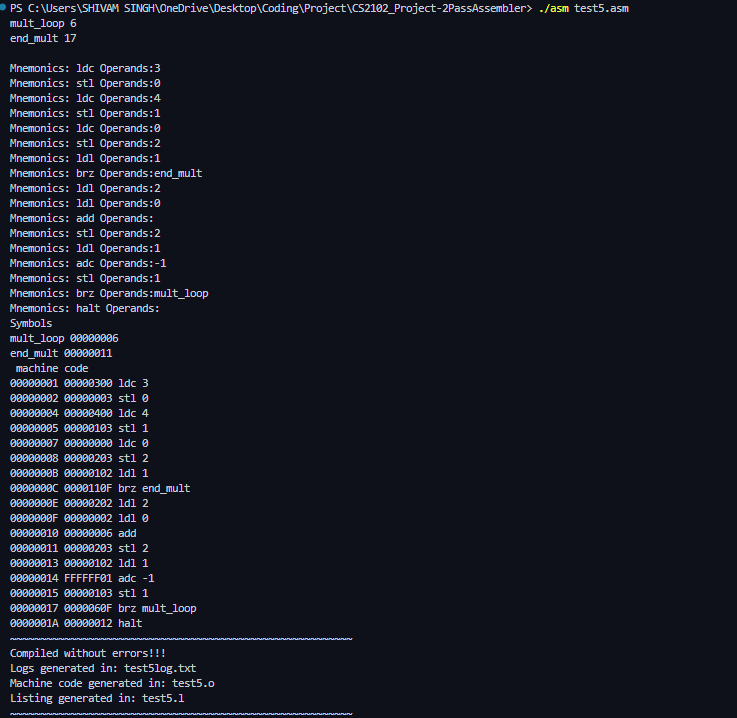 PS C:\Users\SHIVAM SINGH\OneDrive\Desktop\Coding\Project\CS2102_Project-2PassAssembler> ./asm test5.asm
mult_loop 6
end_mult 17
Mnemonics: ldc Operands:3
Mnemonics: stl Operands:0
Mnemonics: ldc Operands:4
Mnemonics: stl Operands:1
Mnemonics: ldc Operands:0
Mnemonics: stl Operands:2
Mnemonics: ldl Operands:1
Mnemonics: brz Operands:end_mult
Mnemonics: ldl Operands:2
Mnemonics: ldl Operands:0
Mnemonics: add Operands:
Mnemonics: stl Operands:2
Mnemonics: ldl Operands:1
Mnemonics: adc Operands:-1
Mnemonics: stl Operands:1
Mnemonics: brz Operands:mult_loop
Mnemonics: halt Operands:
Symbols
mult_loop 00000006
end_mult 00000011
machine code
00000001 00000300 ldc 3
00000002 00000003 stl 0
00000004 00000400 ldc 4
00000005 00000103 stl 1
00000007 00000000 ldc 0
00000008 00000203 stl 2
0000000B 00000102 ldl 1
0000000C 0000110F brz end_mult
0000000E 00000202 ldl 2
0000000F 00000002 ldl 0
00000010 00000006 add
00000011 00000203 stl 2
00000013 00000102 ldl 1
00000014 FFFFFF01 adc -1
00000015 00000103 stl 1
00000017 0000060F brz mult_loop
0000001A 00000012 halt
~~~~~~~~~~~~~~~~~~~~~~~~~~~~~~~~~~~~~~~~~~~~~~~~~~~~~~~~~
Compiled without errors!!!
Logs generated in: test5log.txt
Machine code generated in: test5.o
Listing generated in: test5.l
~~~~~~~~~~~~~~~~~~~~~~~~~~~~~~~~~~~~~~~~~~~~~~~~~~~~~~~~~